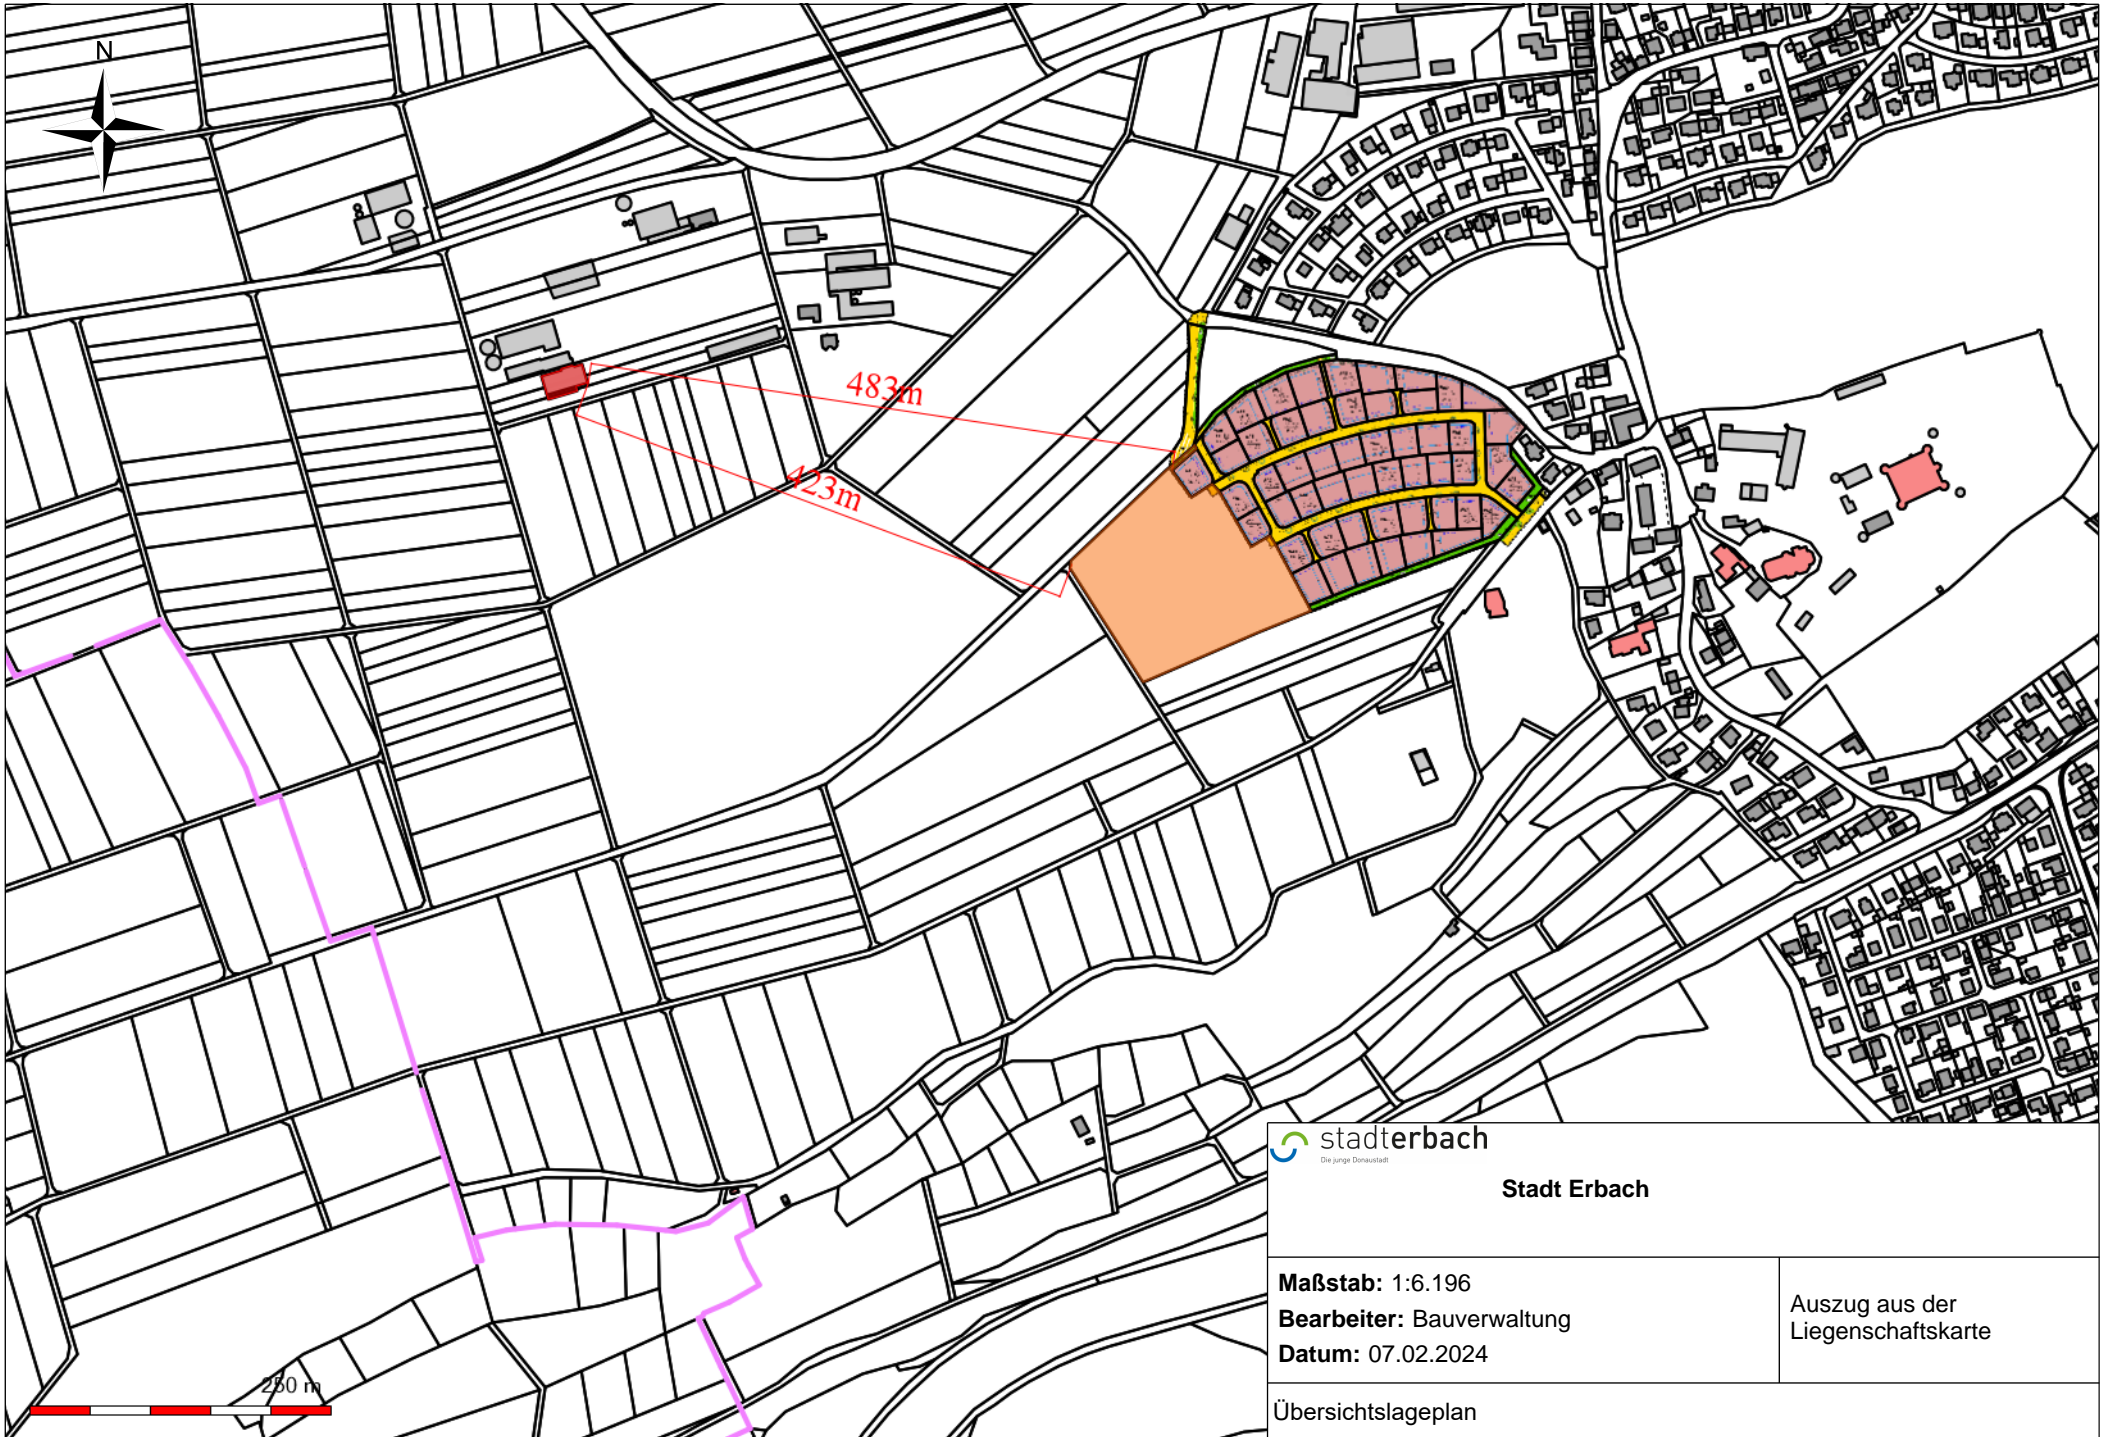 N
483m
423m
250 m
stadterbach
Die junge Donaustadt
Stadt Erbach
Maßstab: 1:6.196
Bearbeiter: Bauverwaltung
Datum: 07.02.2024
Auszug aus der
Liegenschaftskarte
Übersichtslageplan